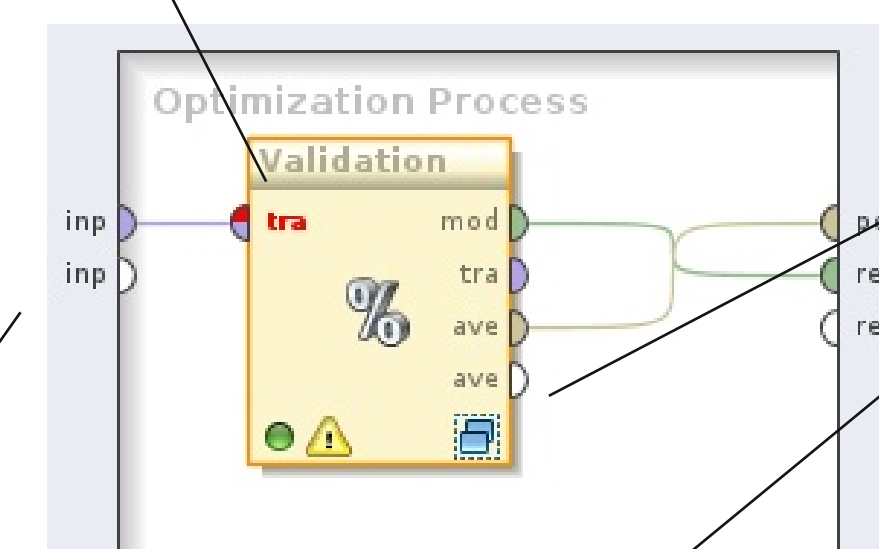 Optimization Process
Validation
inp
tra
mod
inp
tra
ave
re
ave
re